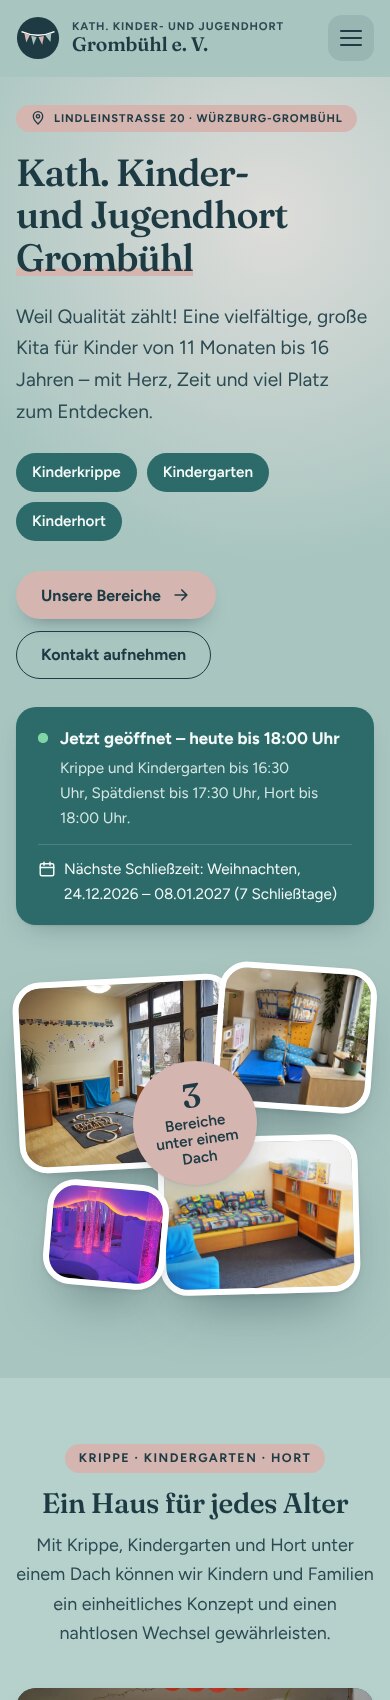 KATH. KINDER- UND JUGENDHORT
Grombühl e. V.
LINDLEINSTRASSE 20 · WÜRZBURG-GROMBÜHL
Kath. Kinder-
und Jugendhort
Grombühl
Weil Qualität zählt! Eine vielfältige, große
Kita für Kinder von 11 Monaten bis 16
Jahren – mit Herz, Zeit und viel Platz
zum Entdecken.
Kinderkrippe
Kindergarten
Kinderhort
Unsere Bereiche
Kontakt aufnehmen
Jetzt geöffnet – heute bis 18:00 Uhr
Krippe und Kindergarten bis 16:30
Uhr, Spätdienst bis 17:30 Uhr, Hort bis
18:00 Uhr.
Nächste Schließzeit: Weihnachten,
24.12.2026 – 08.01.2027 (7 Schließtage)
3
Bereiche
unter einem
Dach
KRIPPE · KINDERGARTEN · HORT
Ein Haus für jedes Alter
Mit Krippe, Kindergarten und Hort unter
einem Dach können wir Kindern und Familien
ein einheitliches Konzept und einen
nahtlosen Wechsel gewährleisten.